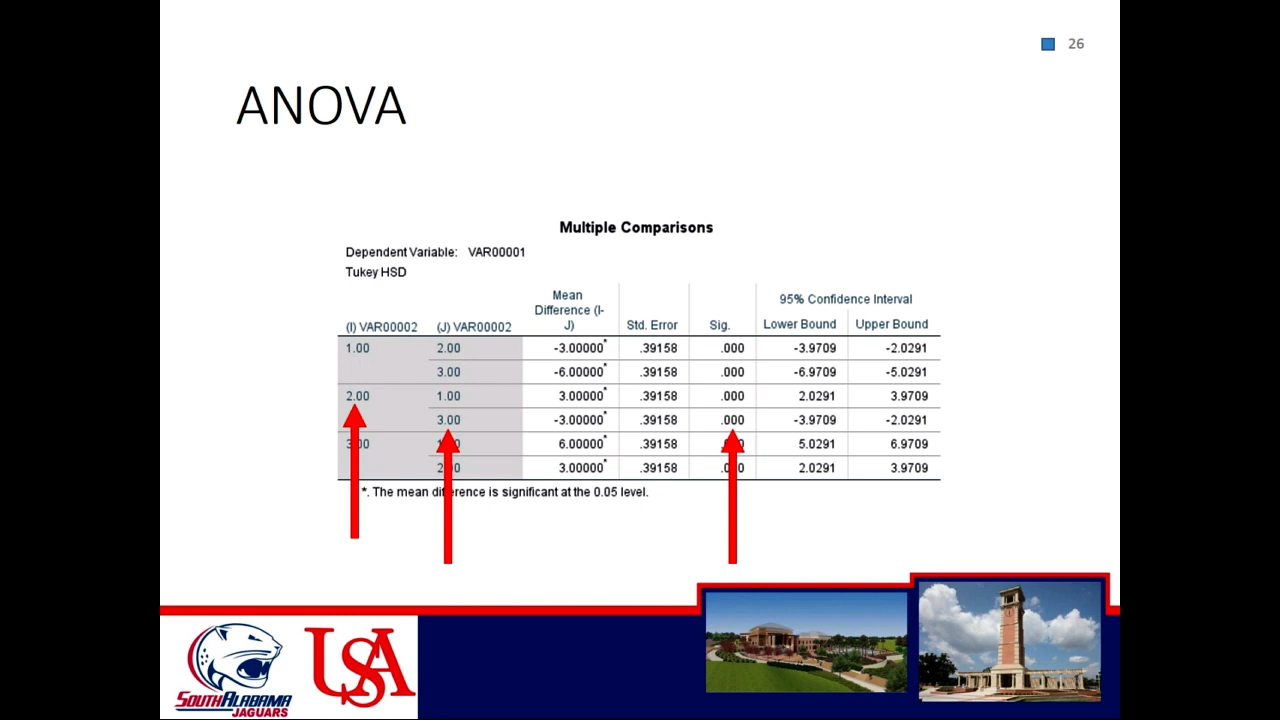 26
ANOVA
Multiple Comparisons
Dependent Variable: VAR00001
Tukey HSD
(I) VAR00002 (J) VAR00002 Mean Difference (I-J) Std. Error Sig. 95% Confidence Interval Lower Bound Upper Bound
1.00 2.00 -3.00000* .39158 .000 -3.9709 -2.0291
3.00 -6.00000* .39158 .000 -6.9709 -5.0291
2.00 1.00 3.00000* .39158 .000 2.0291 3.9709
3.00 -3.00000* .39158 .000 -3.9709 -2.0291
6.00000* .39158 5.0291 6.9709
3.00000* .39158 2.0291 3.9709
*. The mean difference is significant at the 0.05 level.
SOUTH ALABAMA
JAGUARS
USA